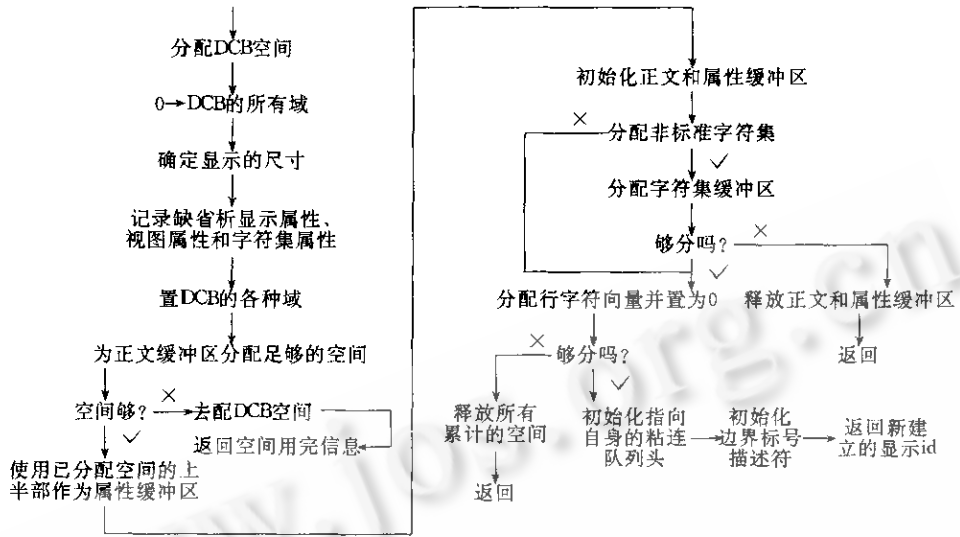 分配DCB空间
0→DCB的所有域
确定显示的尺寸
记录缺省析显示属性、
视图属性和字符集属性
置DCB的各种域
为正文缓冲区分配足够的空间
空间够?
×
去配DCB空间
✓
返回空间用完信息
使用已分配空间的上
半部作为属性缓冲区
初始化正文和属性缓冲区
×
分配非标准字符集
✓
分配字符集缓冲区
够分吗?
×
✓
分配行字符向量并置为0
释放正文和属性缓冲区
返回
×
够分吗?
✓
释放所有
累计的空间
返回
初始化指向
自身的粘连
队列头
初始化
边界标号
描述符
返回新建
立的显示id
www.jos.org.cn